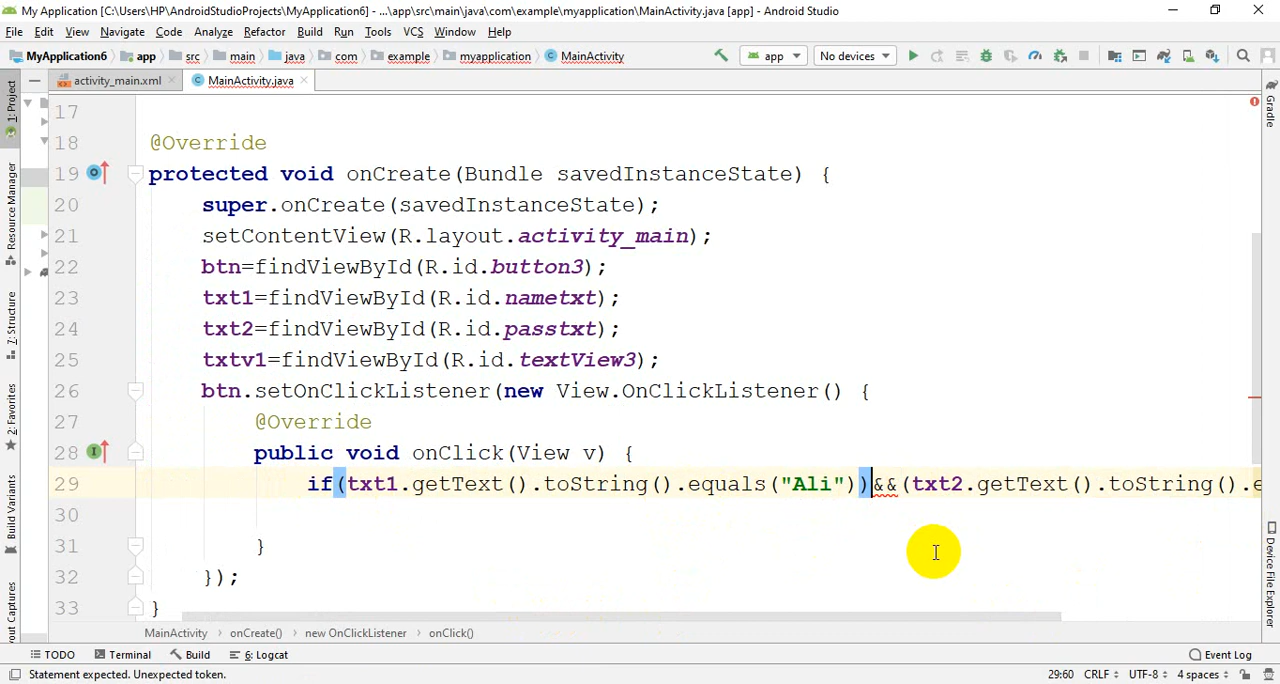 My Application [C:\Users\HP\AndroidStudioProjects\MyApplication6] - ...\app\src\main\java\com\example\myapplication\MainActivity.java [app] - Android Studio
File Edit View Navigate Code Analyze Refactor Build Run Tools VCS Window Help
MyApplication6 app src main java com example myapplication MainActivity app No devices
activity_main.xml MainActivity.java
1: Project
Resource Manager
Z: Structure
2: Favorites
Build Variants
Gradle
Device File Explorer
17
18 @Override
19 protected void onCreate(Bundle savedInstanceState) {
20 super.onCreate(savedInstanceState);
21 setContentView(R.layout.activity_main);
22 btn=findViewById(R.id.button3);
23 txt1=findViewById(R.id.nametxt);
24 txt2=findViewById(R.id.passtxt);
25 txtv1=findViewById(R.id.textView3);
26 btn.setOnClickListener(new View.OnClickListener() {
27 @Override
28 public void onClick(View v) {
29 if(txt1.getText().toString().equals("Ali"))&&(txt2.getText().toString().e
30
31 }
32 });
33 }
MainActivity onCreate() new OnClickListener onClick()
TODO Terminal Build 6: Logcat Event Log
Statement expected. Unexpected token. 29:60 CRLF UTF-8 4 spaces